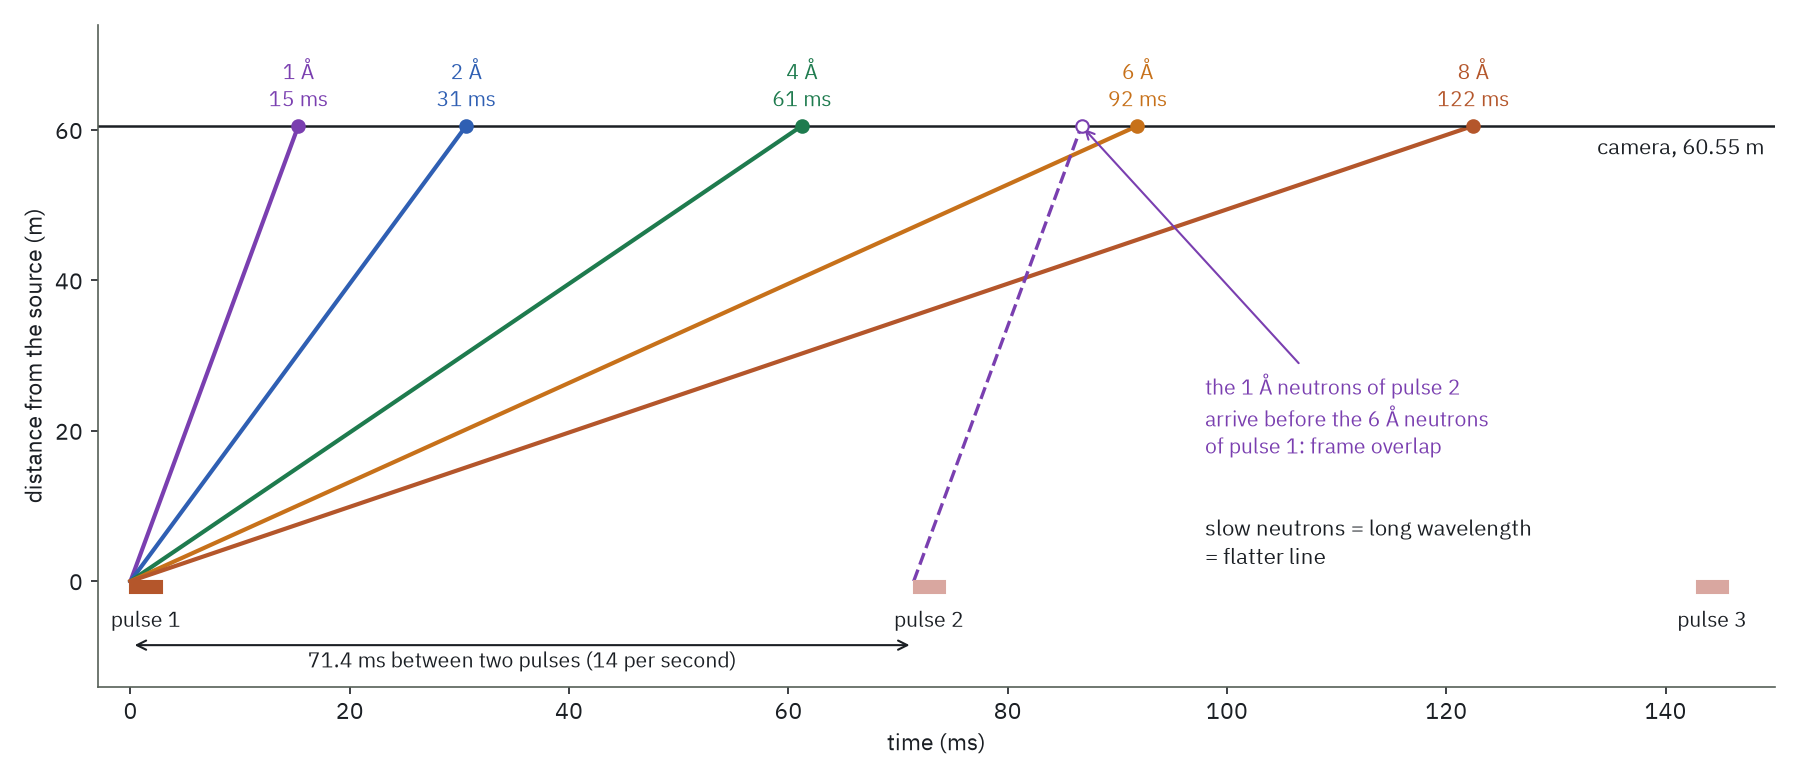 1 Å
15 ms
2 Å
31 ms
4 Å
61 ms
6 Å
92 ms
8 Å
122 ms
camera, 60.55 m
distance from the source (m)
60
40
20
0
the 1 Å neutrons of pulse 2
arrive before the 6 Å neutrons
of pulse 1: frame overlap
slow neutrons = long wavelength
= flatter line
pulse 1
pulse 2
pulse 3
71.4 ms between two pulses (14 per second)
0
20
40
60
80
100
120
140
time (ms)